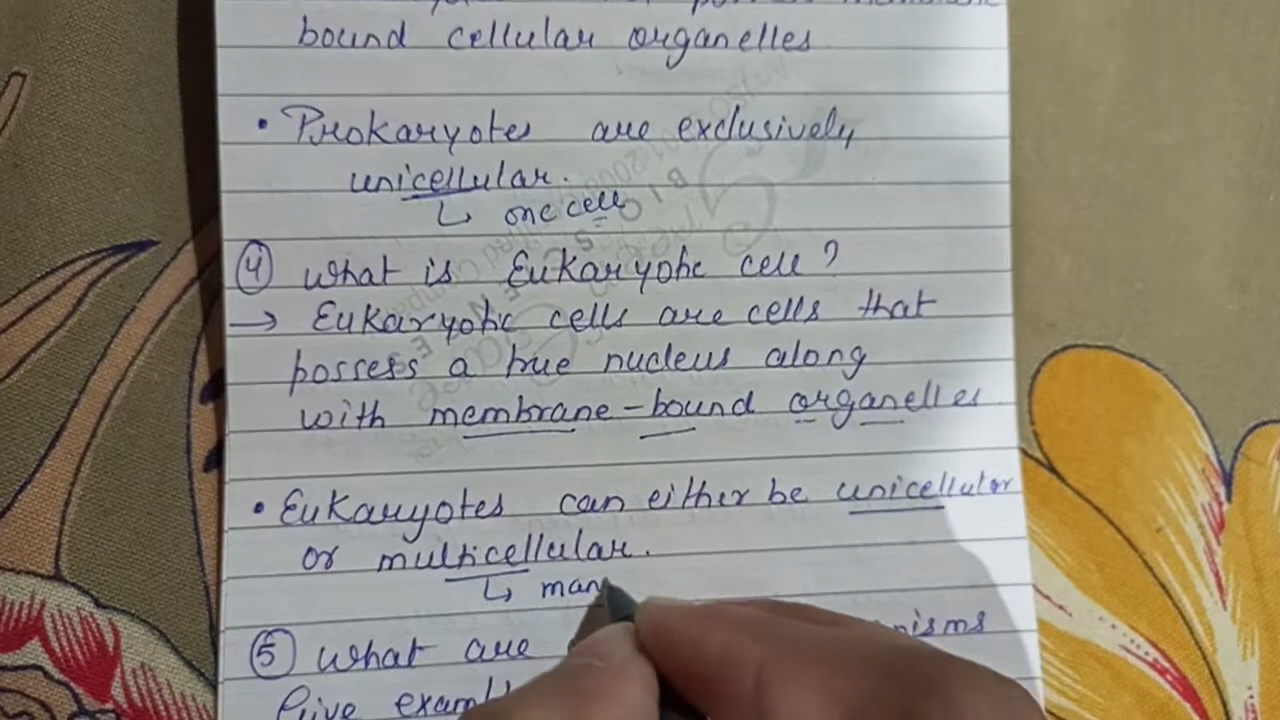 bound cellular organelles
• Prokaryotes are exclusively
unicellular.
↳ one cell
④ what is Eukaryotic cell?
→ Eukaryotic cells are cells that
possess a true nucleus along
with membrane-bound organelles
• Eukaryotes can either be unicellular
or multicellular.
↳ man
⑤ what are
Give